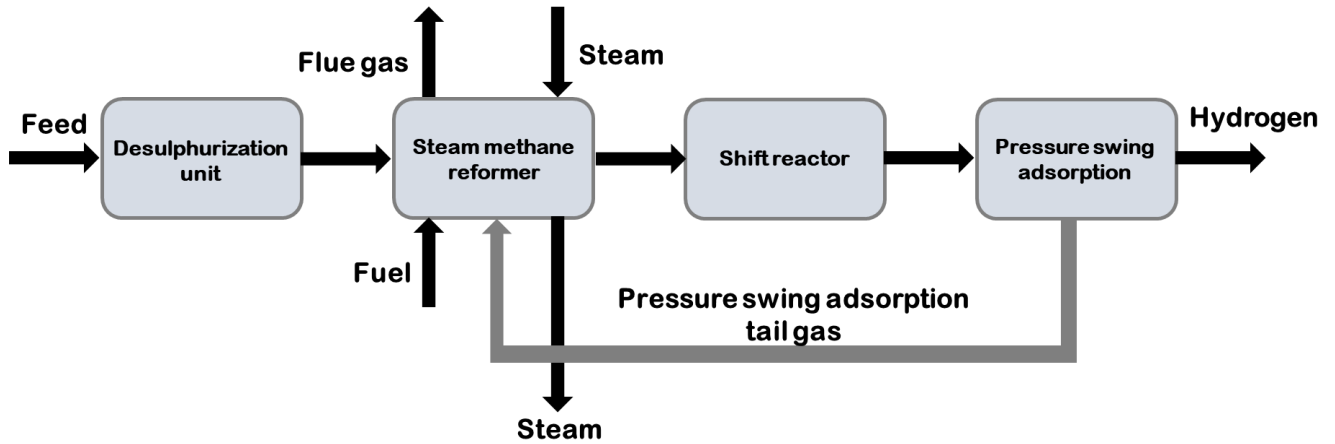 Flue gas
Steam
Feed
Desulphurization
unit
Steam methane
reformer
Shift reactor
Pressure swing
adsorption
Hydrogen
Fuel
Pressure swing adsorption
tail gas
Steam